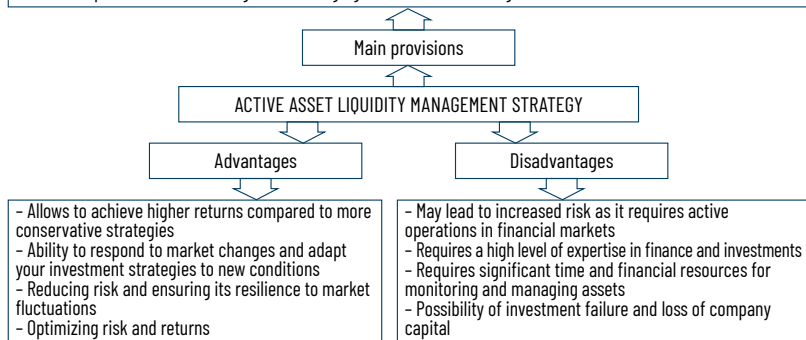 Main provisions
ACTIVE ASSET LIQUIDITY MANAGEMENT STRATEGY
Advantages
Disadvantages
– Allows to achieve higher returns compared to more
conservative strategies
– Ability to respond to market changes and adapt
your investment strategies to new conditions
– Reducing risk and ensuring its resilience to market
fluctuations
– Optimizing risk and returns
– May lead to increased risk as it requires active
operations in financial markets
– Requires a high level of expertise in finance and investments
– Requires significant time and financial resources for
monitoring and managing assets
– Possibility of investment failure and loss of company
capital